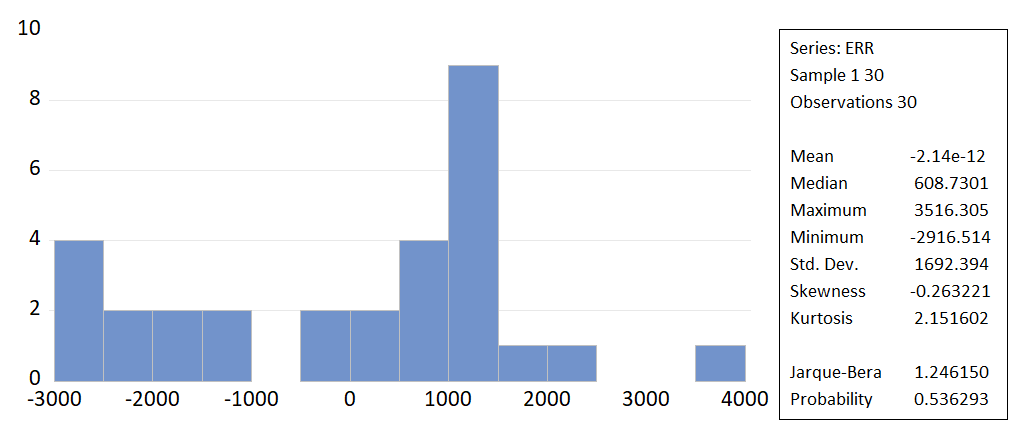 10
8
6
4
2
0
-3000 -2000 -1000 0 1000 2000 3000 4000
Series: ERR
Sample 1 30
Observations 30
Mean -2.14e-12
Median 608.7301
Maximum 3516.305
Minimum -2916.514
Std. Dev. 1692.394
Skewness -0.263221
Kurtosis 2.151602
Jarque-Bera 1.246150
Probability 0.536293